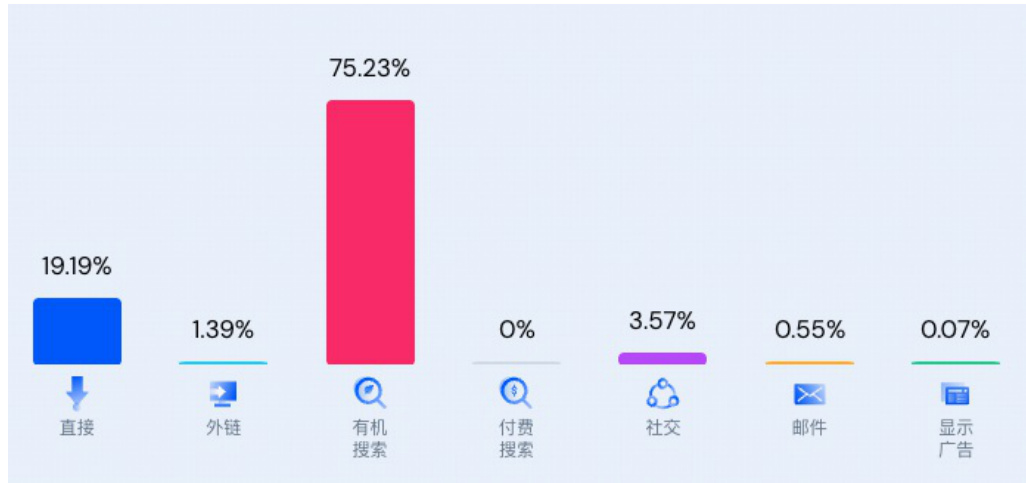 75.23%
19.19%
1.39%
0%
3.57%
0.55%
0.07%
直接
外链
有机
搜索
付费
搜索
社交
邮件
显示
广告